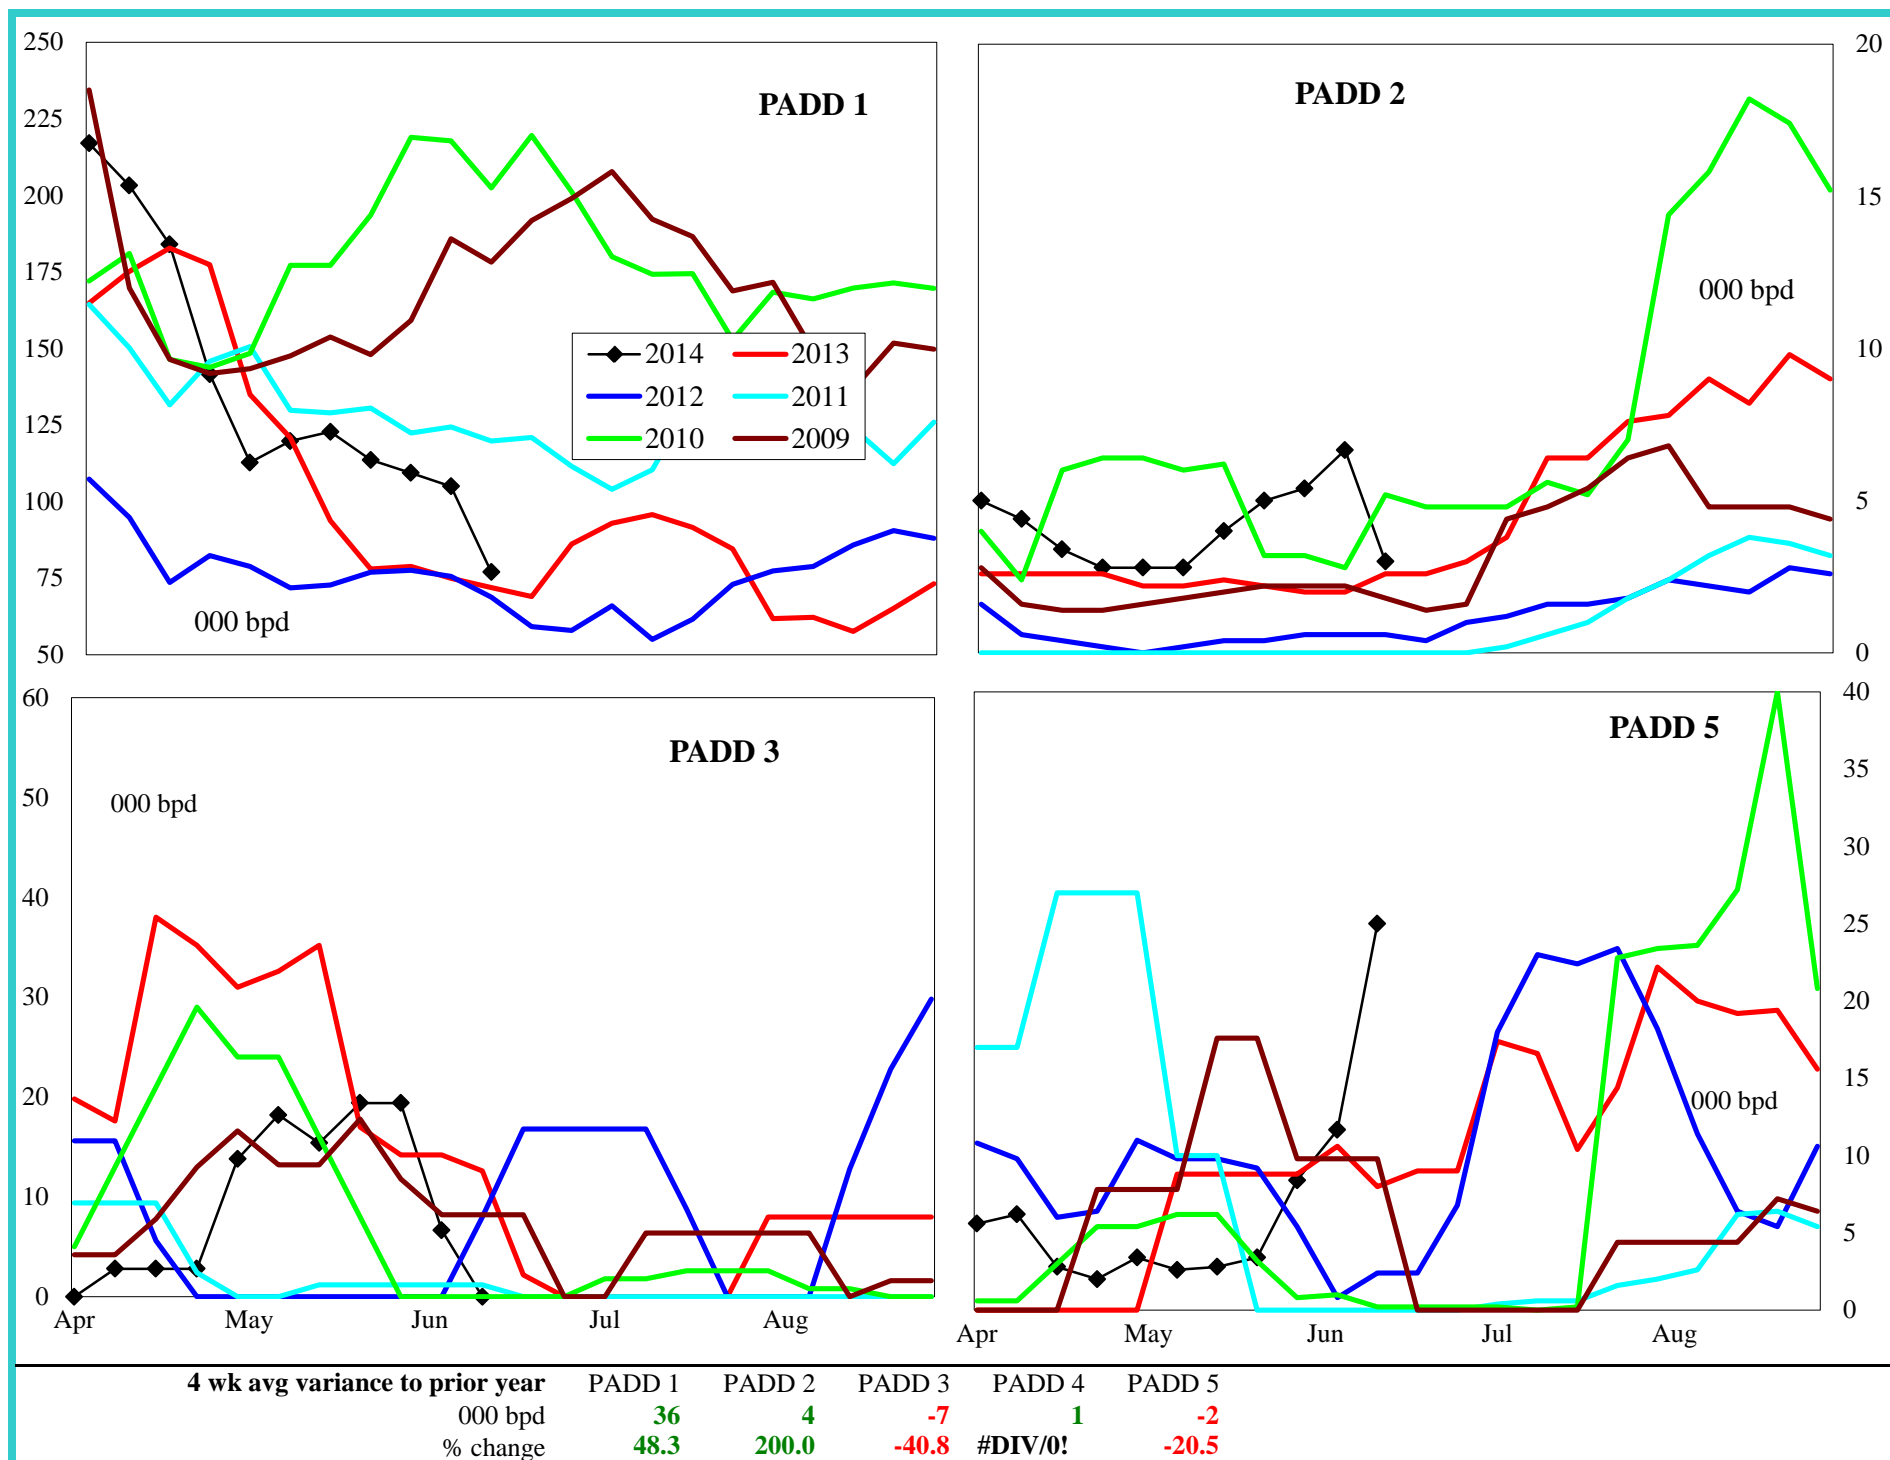 250
225
200
175
150
125
100
75
50
PADD 1
000 bpd
2014 2013
2012 2011
2010 2009
PADD 2
000 bpd
20
15
10
5
0
60
50
40
30
20
10
0
PADD 3
000 bpd
Apr May Jun Jul Aug
PADD 5
000 bpd
40
35
30
25
20
15
10
5
0
Apr May Jun Jul Aug
4 wk avg variance to prior year PADD 1 PADD 2 PADD 3 PADD 4 PADD 5
000 bpd 36 4 -7 1 -2
% change 48.3 200.0 -40.8 #DIV/0! -20.5